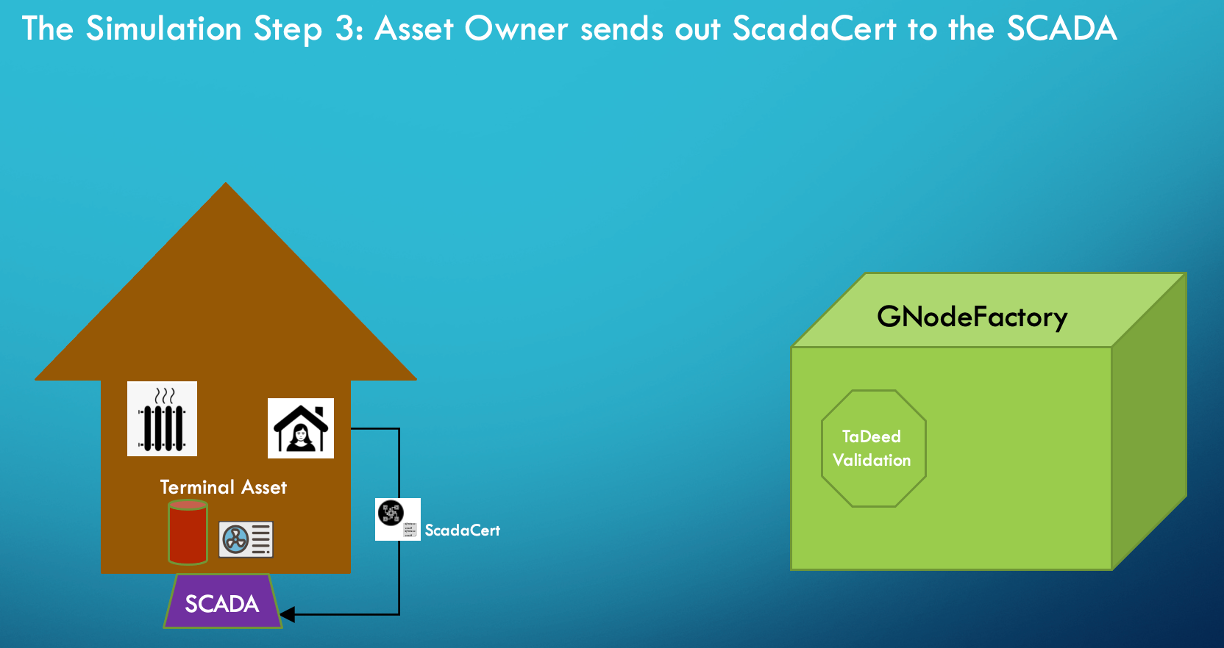 The Simulation Step 3: Asset Owner sends out ScadaCert to the SCADA
GNodeFactory
TaDeed
Validation
Terminal Asset
ScadaCert
SCADA